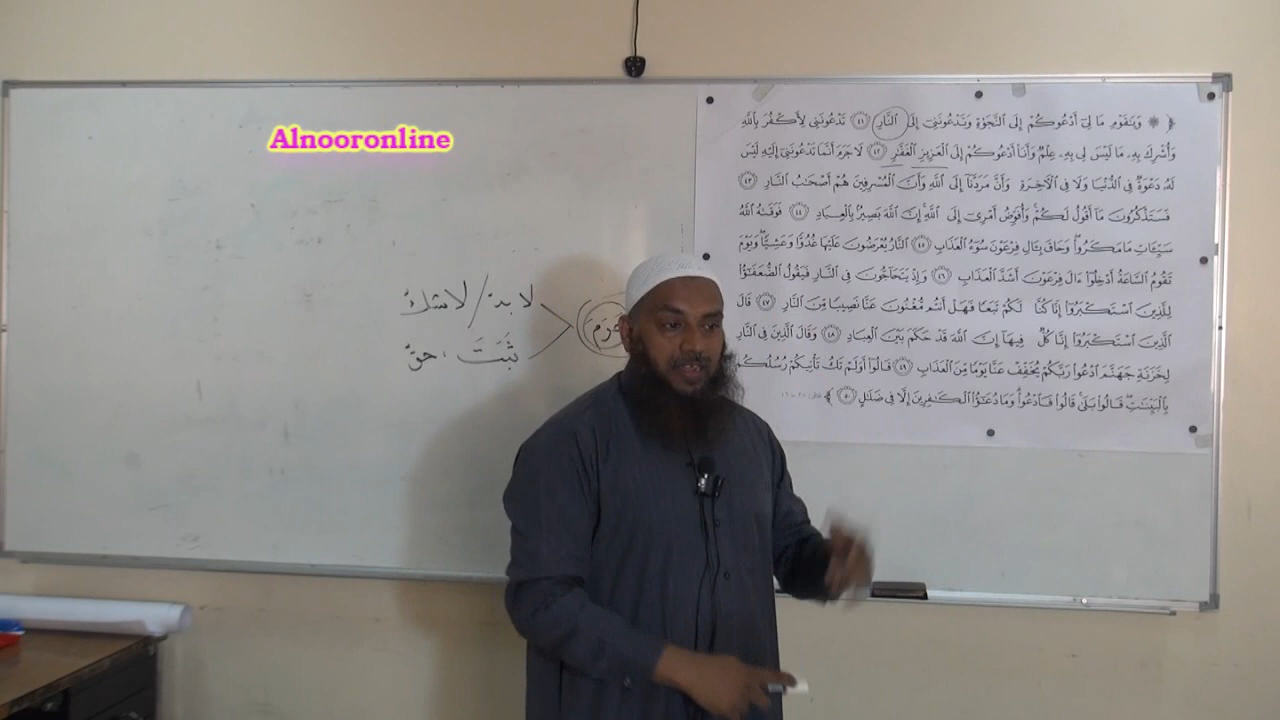 Alnooronline
﴿ ۞ وَيَٰقَوْمِ مَا لِىٓ أَدْعُوكُمْ إِلَى ٱلنَّجَوٰةِ وَتَدْعُونَنِىٓ إِلَى ٱلنَّارِ ٤١ تَدْعُونَنِى لِأَكْفُرَ بِٱللَّهِ
وَأُشْرِكَ بِهِۦ مَا لَيْسَ لِى بِهِۦ عِلْمٌ وَأَنَا۠ أَدْعُوكُمْ إِلَى ٱلْعَزِيزِ ٱلْغَفَّٰرِ ٤٢ لَا جَرَمَ أَنَّمَا تَدْعُونَنِىٓ إِلَيْهِ لَيْسَ
لَهُۥ دَعْوَةٌ فِى ٱلدُّنْيَا وَلَا فِى ٱلْءَاخِرَةِ وَأَنَّ مَرَدَّنَآ إِلَى ٱللَّهِ وَأَنَّ ٱلْمُسْرِفِينَ هُمْ أَصْحَٰبُ ٱلنَّارِ ٤٣
فَسَتَذْكُرُونَ مَآ أَقُولُ لَكُمْ وَأُفَوِّضُ أَمْرِىٓ إِلَى ٱللَّهِ إِنَّ ٱللَّهَ بَصِيرٌۢ بِٱلْعِبَادِ ٤٤ فَوَقَىٰهُ ٱللَّهُ
سَيِّـَٔاتِ مَا مَكَرُوا۟ وَحَاقَ بِـَٔالِ فِرْعَوْنَ سُوٓءُ ٱلْعَذَابِ ٤٥ ٱلنَّارُ يُعْرَضُونَ عَلَيْهَا غُدُوًّا وَعَشِيًّا وَيَوْمَ
تَقُومُ ٱلسَّاعَةُ أَدْخِلُوٓا۟ ءَالَ فِرْعَوْنَ أَشَدَّ ٱلْعَذَابِ ٤٦ وَإِذْ يَتَحَآجُّونَ فِى ٱلنَّارِ فَيَقُولُ ٱلضُّعَفَٰٓؤُا۟
لِلَّذِينَ ٱسْتَكْبَرُوٓا۟ إِنَّا كُنَّا لَكُمْ تَبَعًا فَهَلْ أَنتُم مُّغْنُونَ عَنَّا نَصِيبًا مِّنَ ٱلنَّارِ ٤٧ قَالَ
ٱلَّذِينَ ٱسْتَكْبَرُوٓا۟ إِنَّا كُلٌّ فِيهَآ إِنَّ ٱللَّهَ قَدْ حَكَمَ بَيْنَ ٱلْعِبَادِ ٤٨ وَقَالَ ٱلَّذِينَ فِى ٱلنَّارِ
لِخَزَنَةِ جَهَنَّمَ ٱدْعُوا۟ رَبَّكُمْ يُخَفِّفْ عَنَّا يَوْمًا مِّنَ ٱلْعَذَابِ ٤٩ قَالُوٓا۟ أَوَلَمْ تَكُ تَأْتِيكُمْ رُسُلُكُم
بِٱلْبَيِّنَٰتِ قَالُوا۟ بَلَىٰ قَالُوا۟ فَٱدْعُوا۟ وَمَا دُعَٰٓؤُا۟ ٱلْكَٰفِرِينَ إِلَّا فِى ضَلَٰلٍ ٥٠ ﴾
جَرَمَ
لا بدَّ / لا شكَّ
ثَبَتَ ، حقَّ